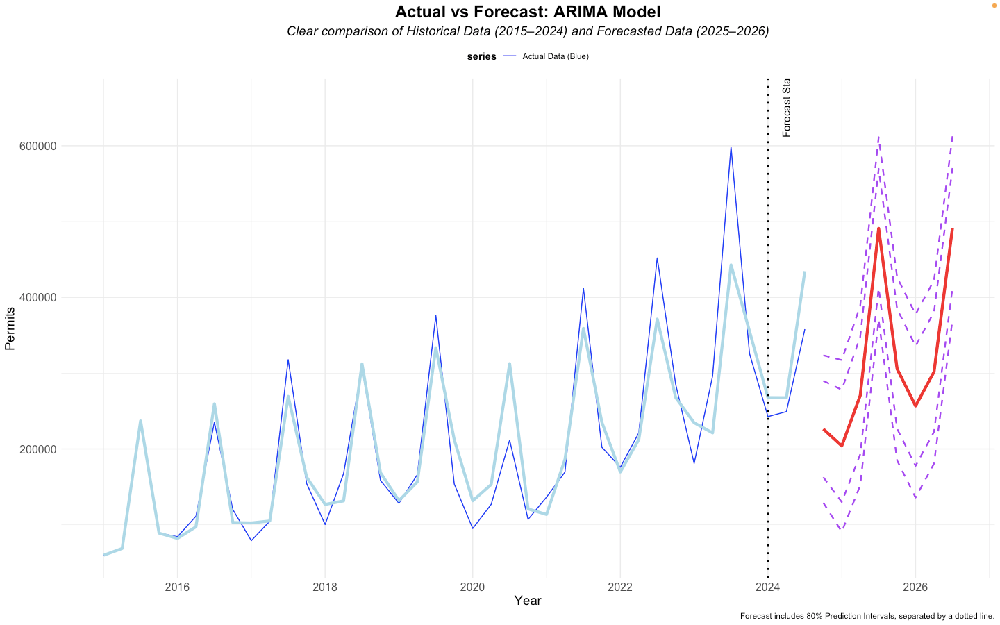 Actual vs Forecast: ARIMA Model
Clear comparison of Historical Data (2015–2024) and Forecasted Data (2025–2026)
series Actual Data (Blue)
Forecast Sta
600000
400000
200000
Permits
2016 2018 2020 2022 2024 2026
Year
Forecast includes 80% Prediction Intervals, separated by a dotted line.